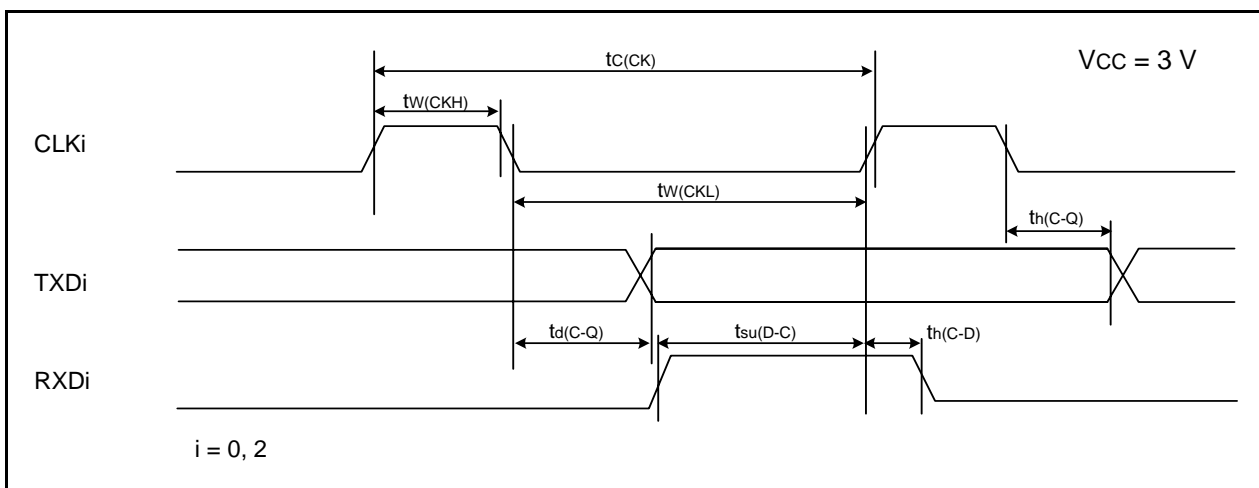 tC(CK)
VCC = 3 V
tW(CKH)
CLKi
tW(CKL)
th(C-Q)
TXDi
td(C-Q)
tsu(D-C)
th(C-D)
RXDi
i = 0, 2